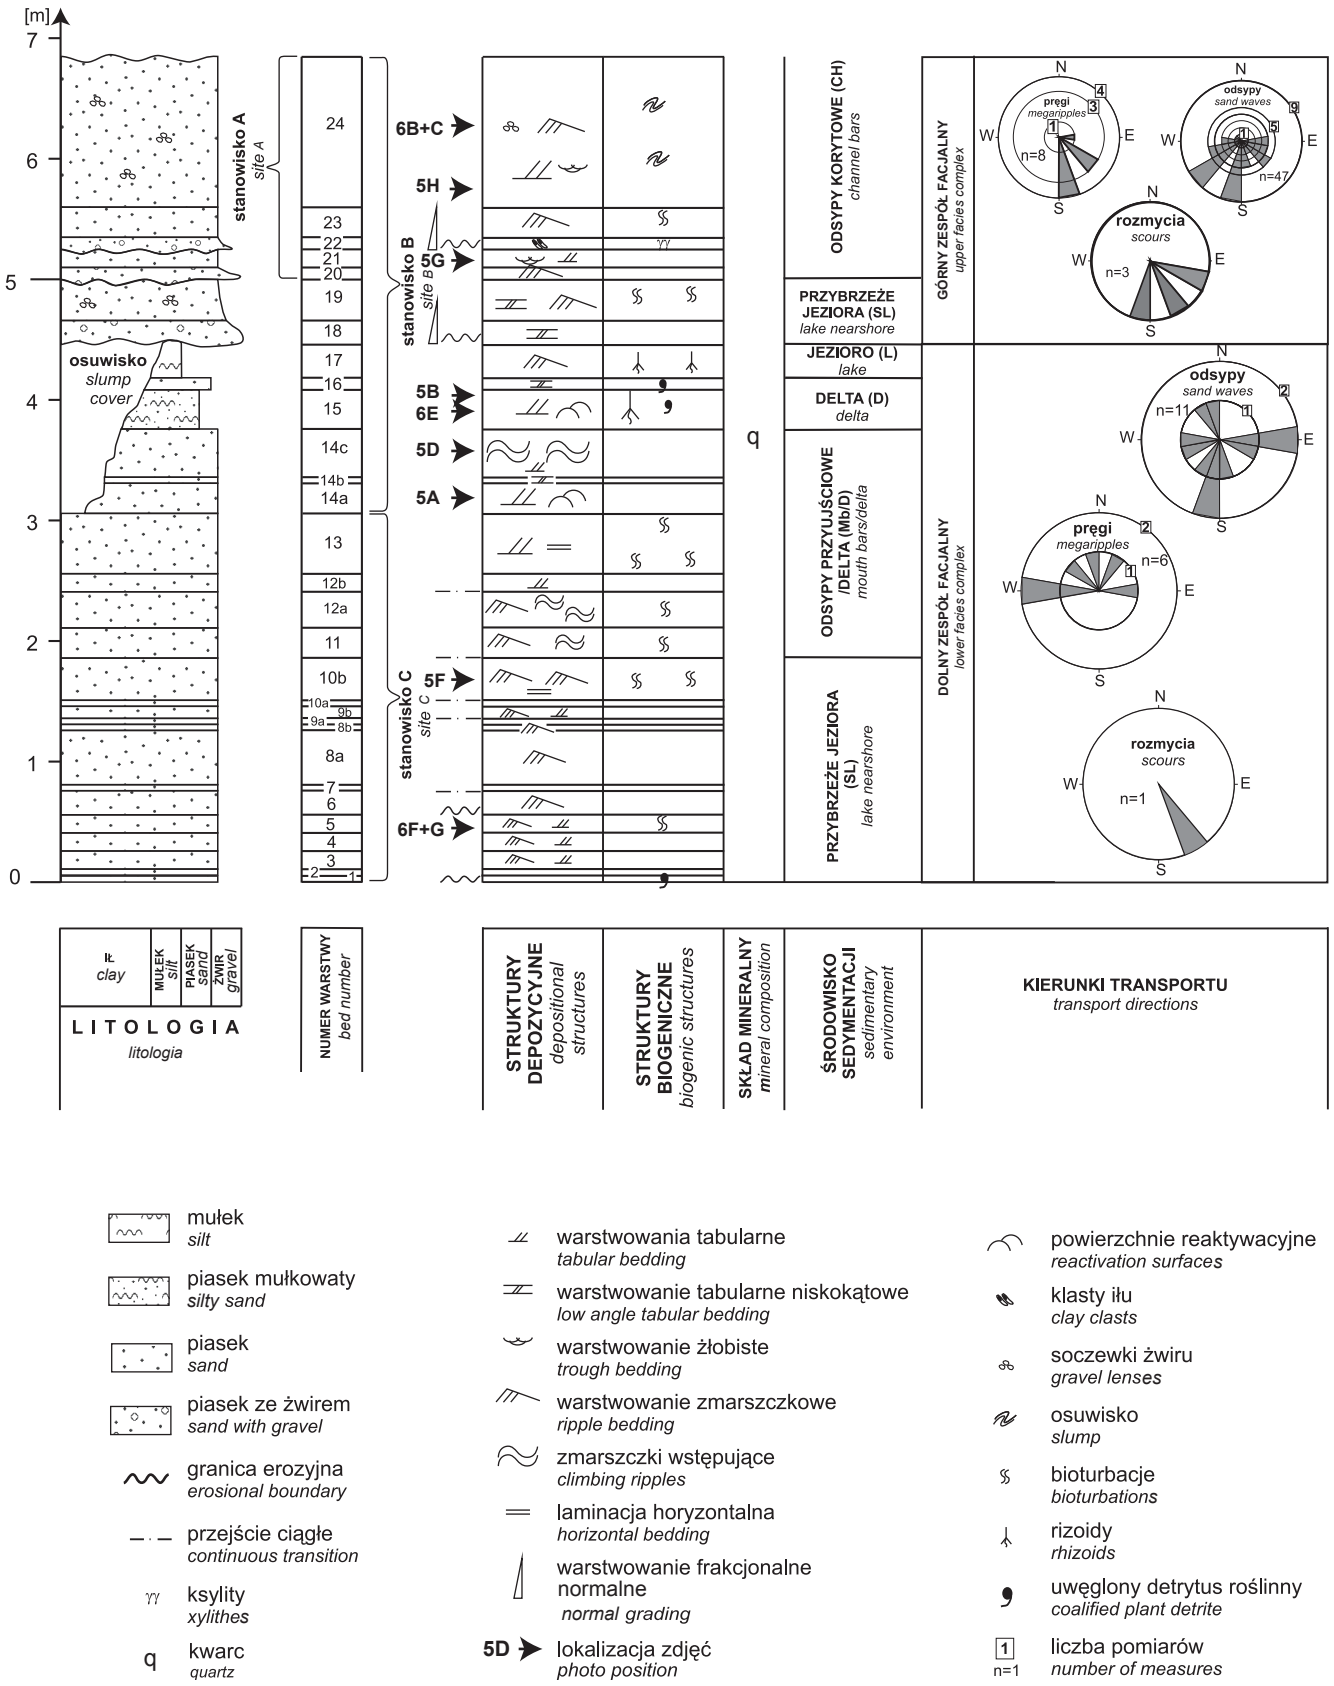 [m]
7
6
5
4
3
2
1
0
osuwisko
slump
cover
stanowisko A
site A
24
23
22
21
20
19
18
17
16
15
14c
14b
14a
13
12b
12a
11
10b
10a
9b
9a
8b
8a
7
6
5
4
3
2
1
stanowisko B
site B
stanowisko C
site C
6B+C
5H
5G
5B
6E
5D
5A
5F
6F+G
q
ODSYPY KORYTOWE (CH)
channel bars
PRZYBRZEŻE
JEZIORA (SL)
lake nearshore
JEZIORO (L)
lake
DELTA (D)
delta
ODSYPY PRZYUJŚCIOWE
/DELTA (Mb/D)
mouth bars/delta
PRZYBRZEŻE JEZIORA
(SL)
lake nearshore
GÓRNY ZESPÓŁ FACJALNY
upper facies complex
DOLNY ZESPÓŁ FACJALNY
lower facies complex
N
W
S
pręgi
megaripples
1
3
4
n=8
N
W
E
S
odsypy
sand waves
1
5
9
n=47
E
W
E
S
rozmycia
scours
n=3
N
W
E
S
odsypy
sand waves
n=11
1
2
N
W
E
S
pręgi
megaripples
1
2
n=6
N
W
E
S
rozmycia
scours
n=1
IŁ
clay
MUŁEK
silt
PIASEK
sand
ŻWIR
gravel
LITOLOGIA
litologia
NUMER WARSTWY
bed number
STRUKTURY
DEPOZYCYJNE
depositional
structures
STRUKTURY
BIOGENICZNE
biogenic structures
SKŁAD MINERALNY
mineral composition
ŚRODOWISKO
SEDYMENTACJI
sedimentary
environment
KIERUNKI TRANSPORTU
transport directions
mułek
silt
piasek mułkowaty
silty sand
piasek
sand
piasek ze żwirem
sand with gravel
granica erozyjna
erosional boundary
przejście ciągłe
continuous transition
ksylity
xylithes
q
kwarc
quartz
warstwowania tabularne
tabular bedding
warstwowanie tabularne niskokątowe
low angle tabular bedding
warstwowanie żłobiste
trough bedding
warstwowanie zmarszczkowe
ripple bedding
zmarszczki wstępujące
climbing ripples
laminacja horyzontalna
horizontal bedding
warstwowanie frakcjonalne
normalne
normal grading
5D
lokalizacja zdjęć
photo position
powierzchnie reaktywacyjne
reactivation surfaces
klasty iłu
clay clasts
soczewki żwiru
gravel lenses
osuwisko
slump
bioturbacje
bioturbations
rizoidy
rhizoids
uwęglony detrytus roślinny
coalified plant detrite
1
n=1
liczba pomiarów
number of measures